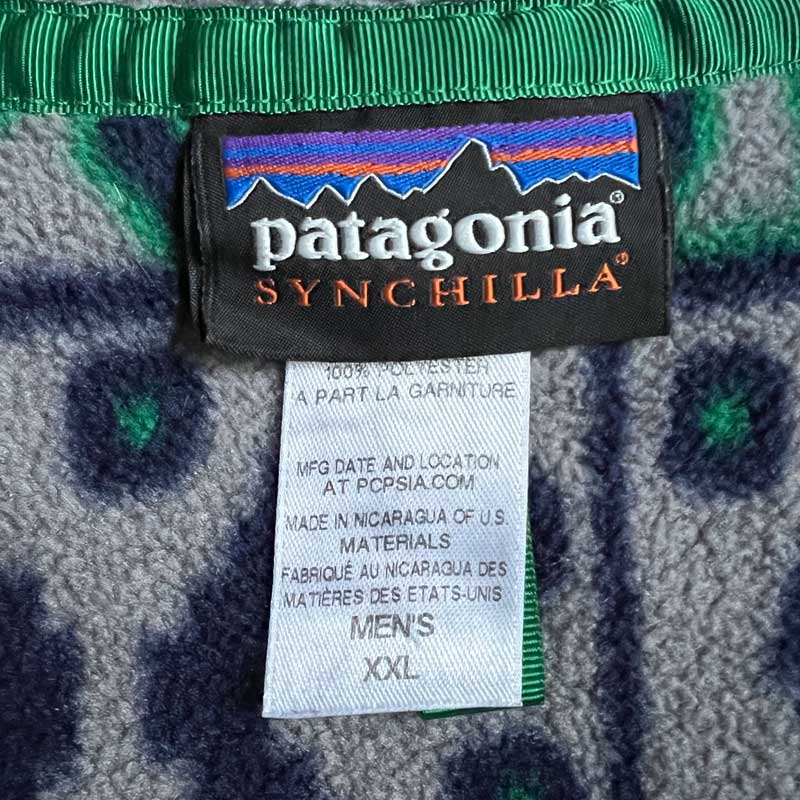 patagonia®
SYNCHILLA®
100% POLYESTER
A PART LA GARNITURE
MFG DATE AND LOCATION
AT PCPSIA.COM
MADE IN NICARAGUA OF U.S.
MATERIALS
FABRIQUÉ AU NICARAGUA DES
MATIÈRES DES ETATS-UNIS
MEN'S
XXL